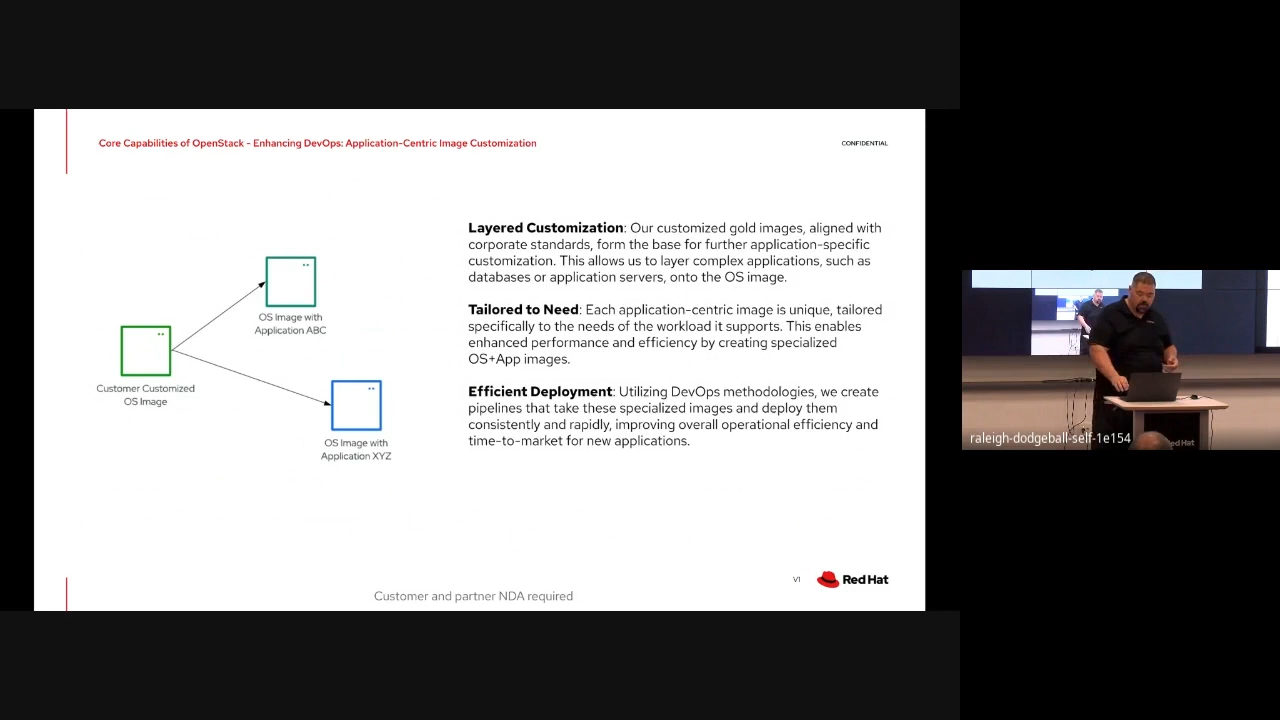 Core Capabilities of OpenStack - Enhancing DevOps: Application-Centric Image Customization
CONFIDENTIAL
OS Image with
Application ABC
Customer Customized
OS Image
OS Image with
Application XYZ
Layered Customization: Our customized gold images, aligned with
corporate standards, form the base for further application-specific
customization. This allows us to layer complex applications, such as
databases or application servers, onto the OS image.
Tailored to Need: Each application-centric image is unique, tailored
specifically to the needs of the workload it supports. This enables
enhanced performance and efficiency by creating specialized
OS+App images.
Efficient Deployment: Utilizing DevOps methodologies, we create
pipelines that take these specialized images and deploy them
consistently and rapidly, improving overall operational efficiency and
time-to-market for new applications.
V1
Red Hat
Customer and partner NDA required
raleigh-dodgeball-self-1e154
Red Hat